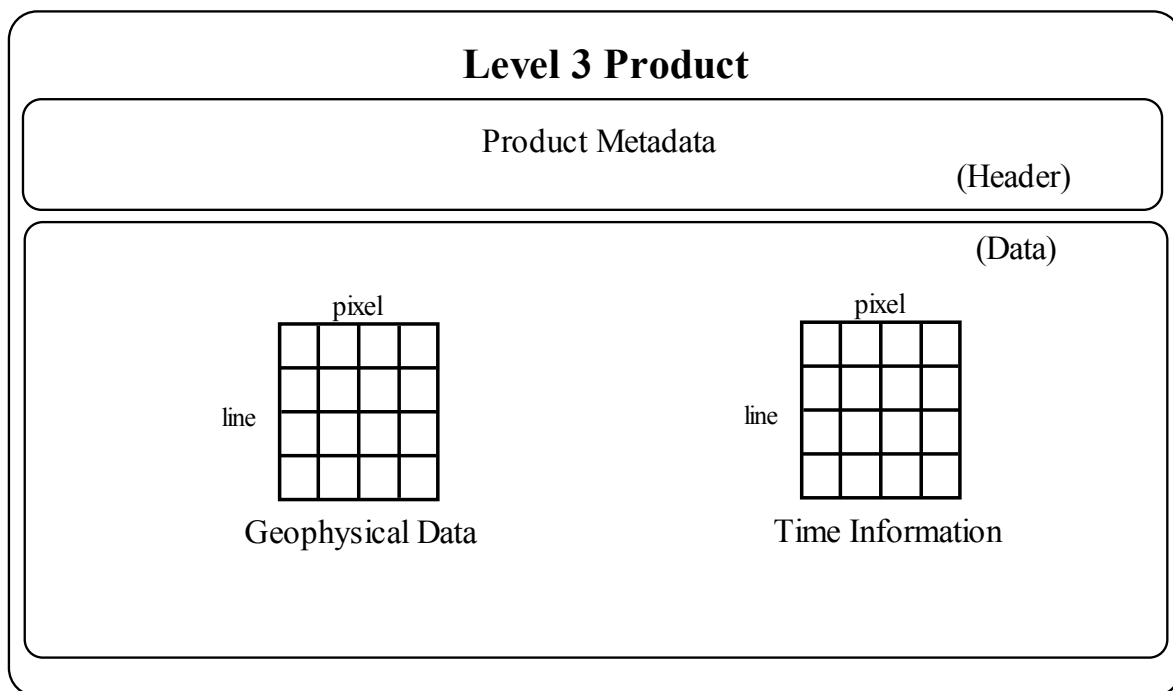 Level 3 Product
Product Metadata
(Header)
(Data)
pixel
pixel
line
line
Geophysical Data
Time Information